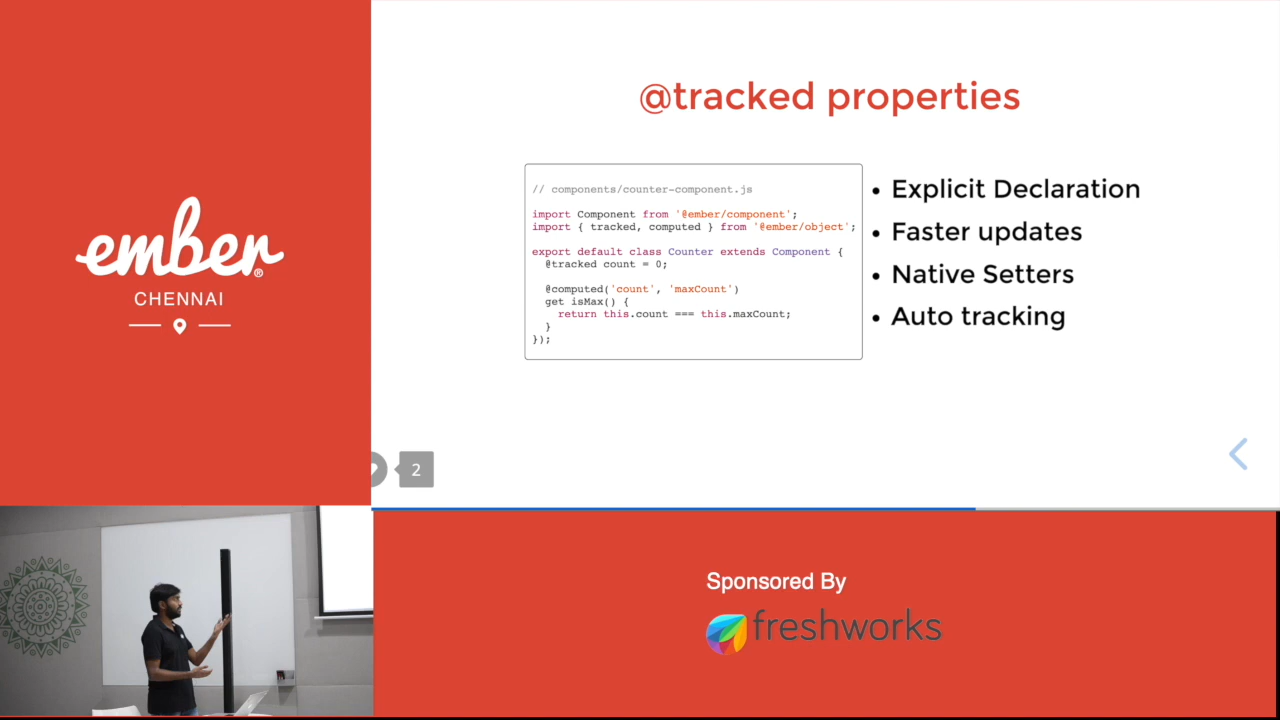 ember®
CHENNAI
@tracked properties
// components/counter-component.js
import Component from '@ember/component';
import { tracked, computed } from '@ember/object';
export default class Counter extends Component {
@tracked count = 0;
@computed('count', 'maxCount')
get isMax() {
return this.count === this.maxCount;
}
});
• Explicit Declaration
• Faster updates
• Native Setters
• Auto tracking
2
Sponsored By
freshworks